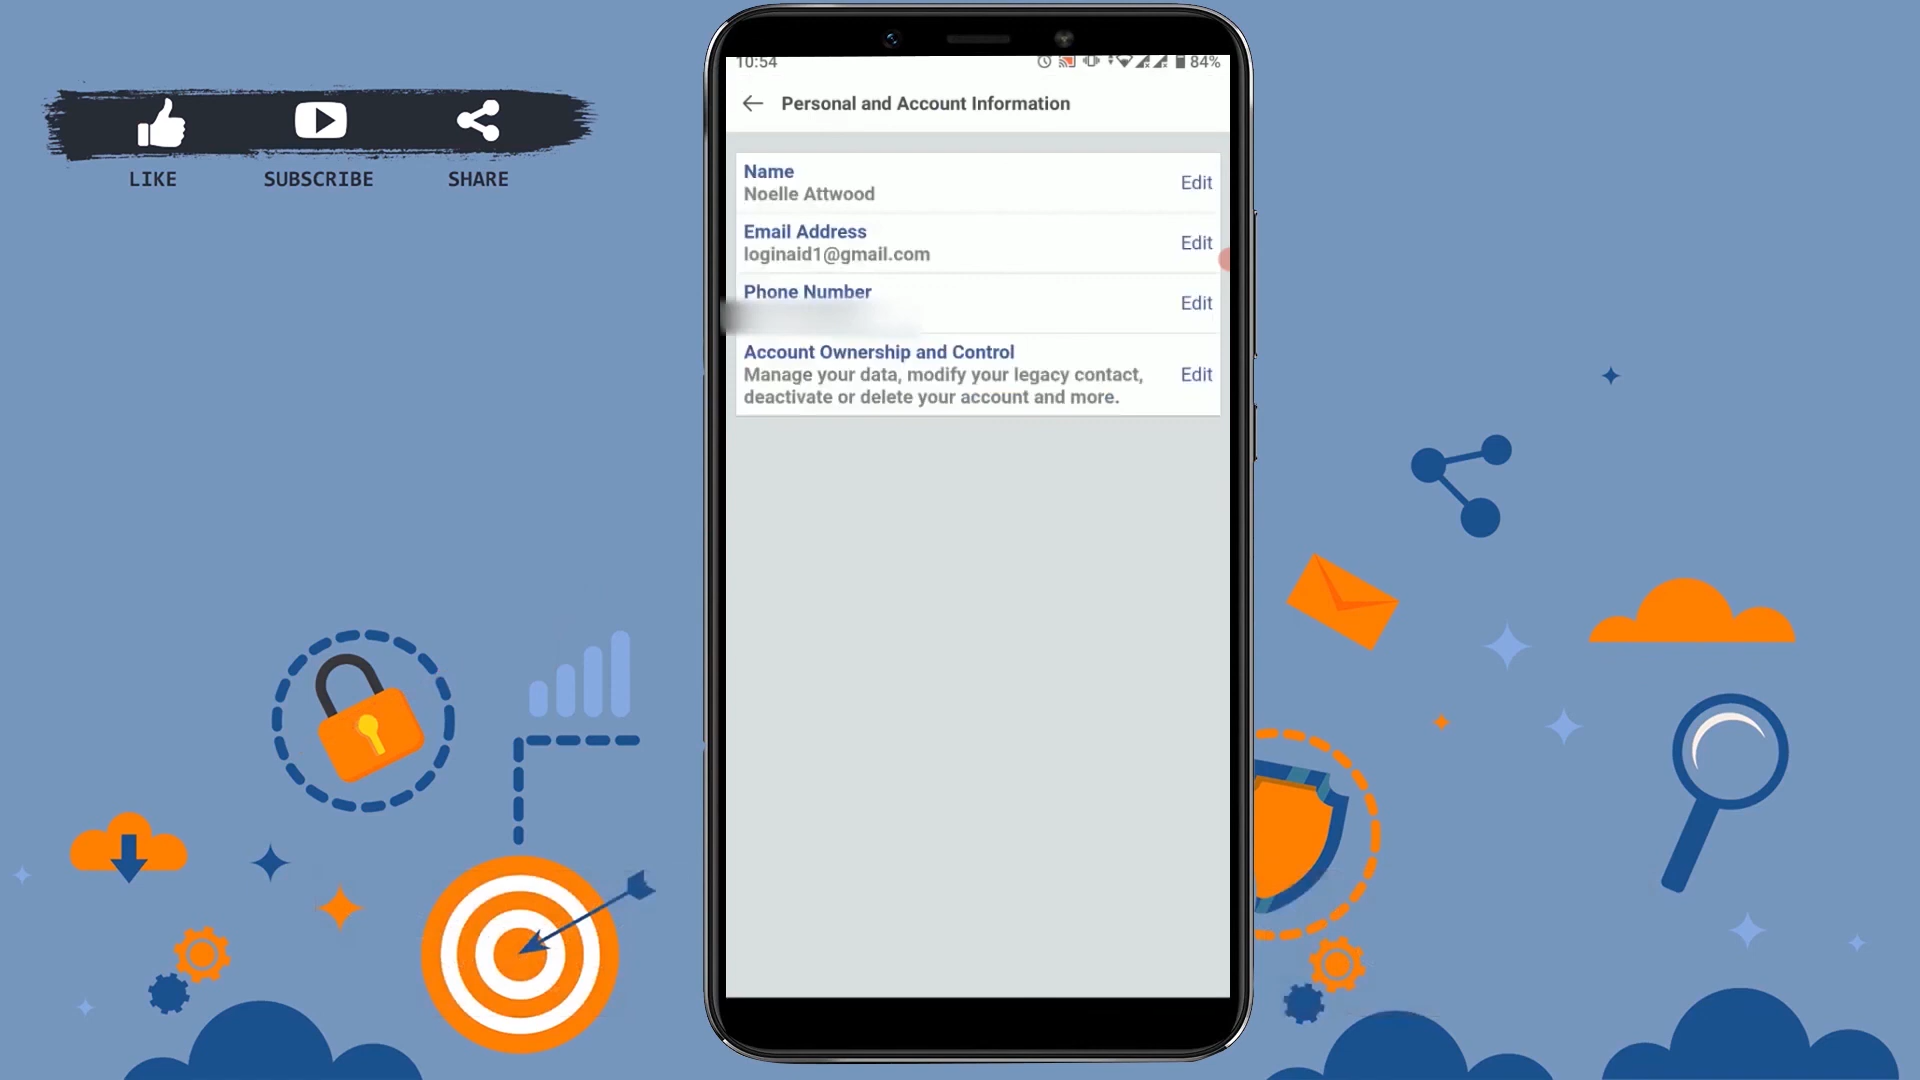 LIKE SUBSCRIBE SHARE
10:54 84%
Personal and Account Information
Name
Noelle Attwood
Edit
Email Address
loginaid1@gmail.com
Edit
Phone Number
Edit
Account Ownership and Control
Manage your data, modify your legacy contact,
deactivate or delete your account and more.
Edit